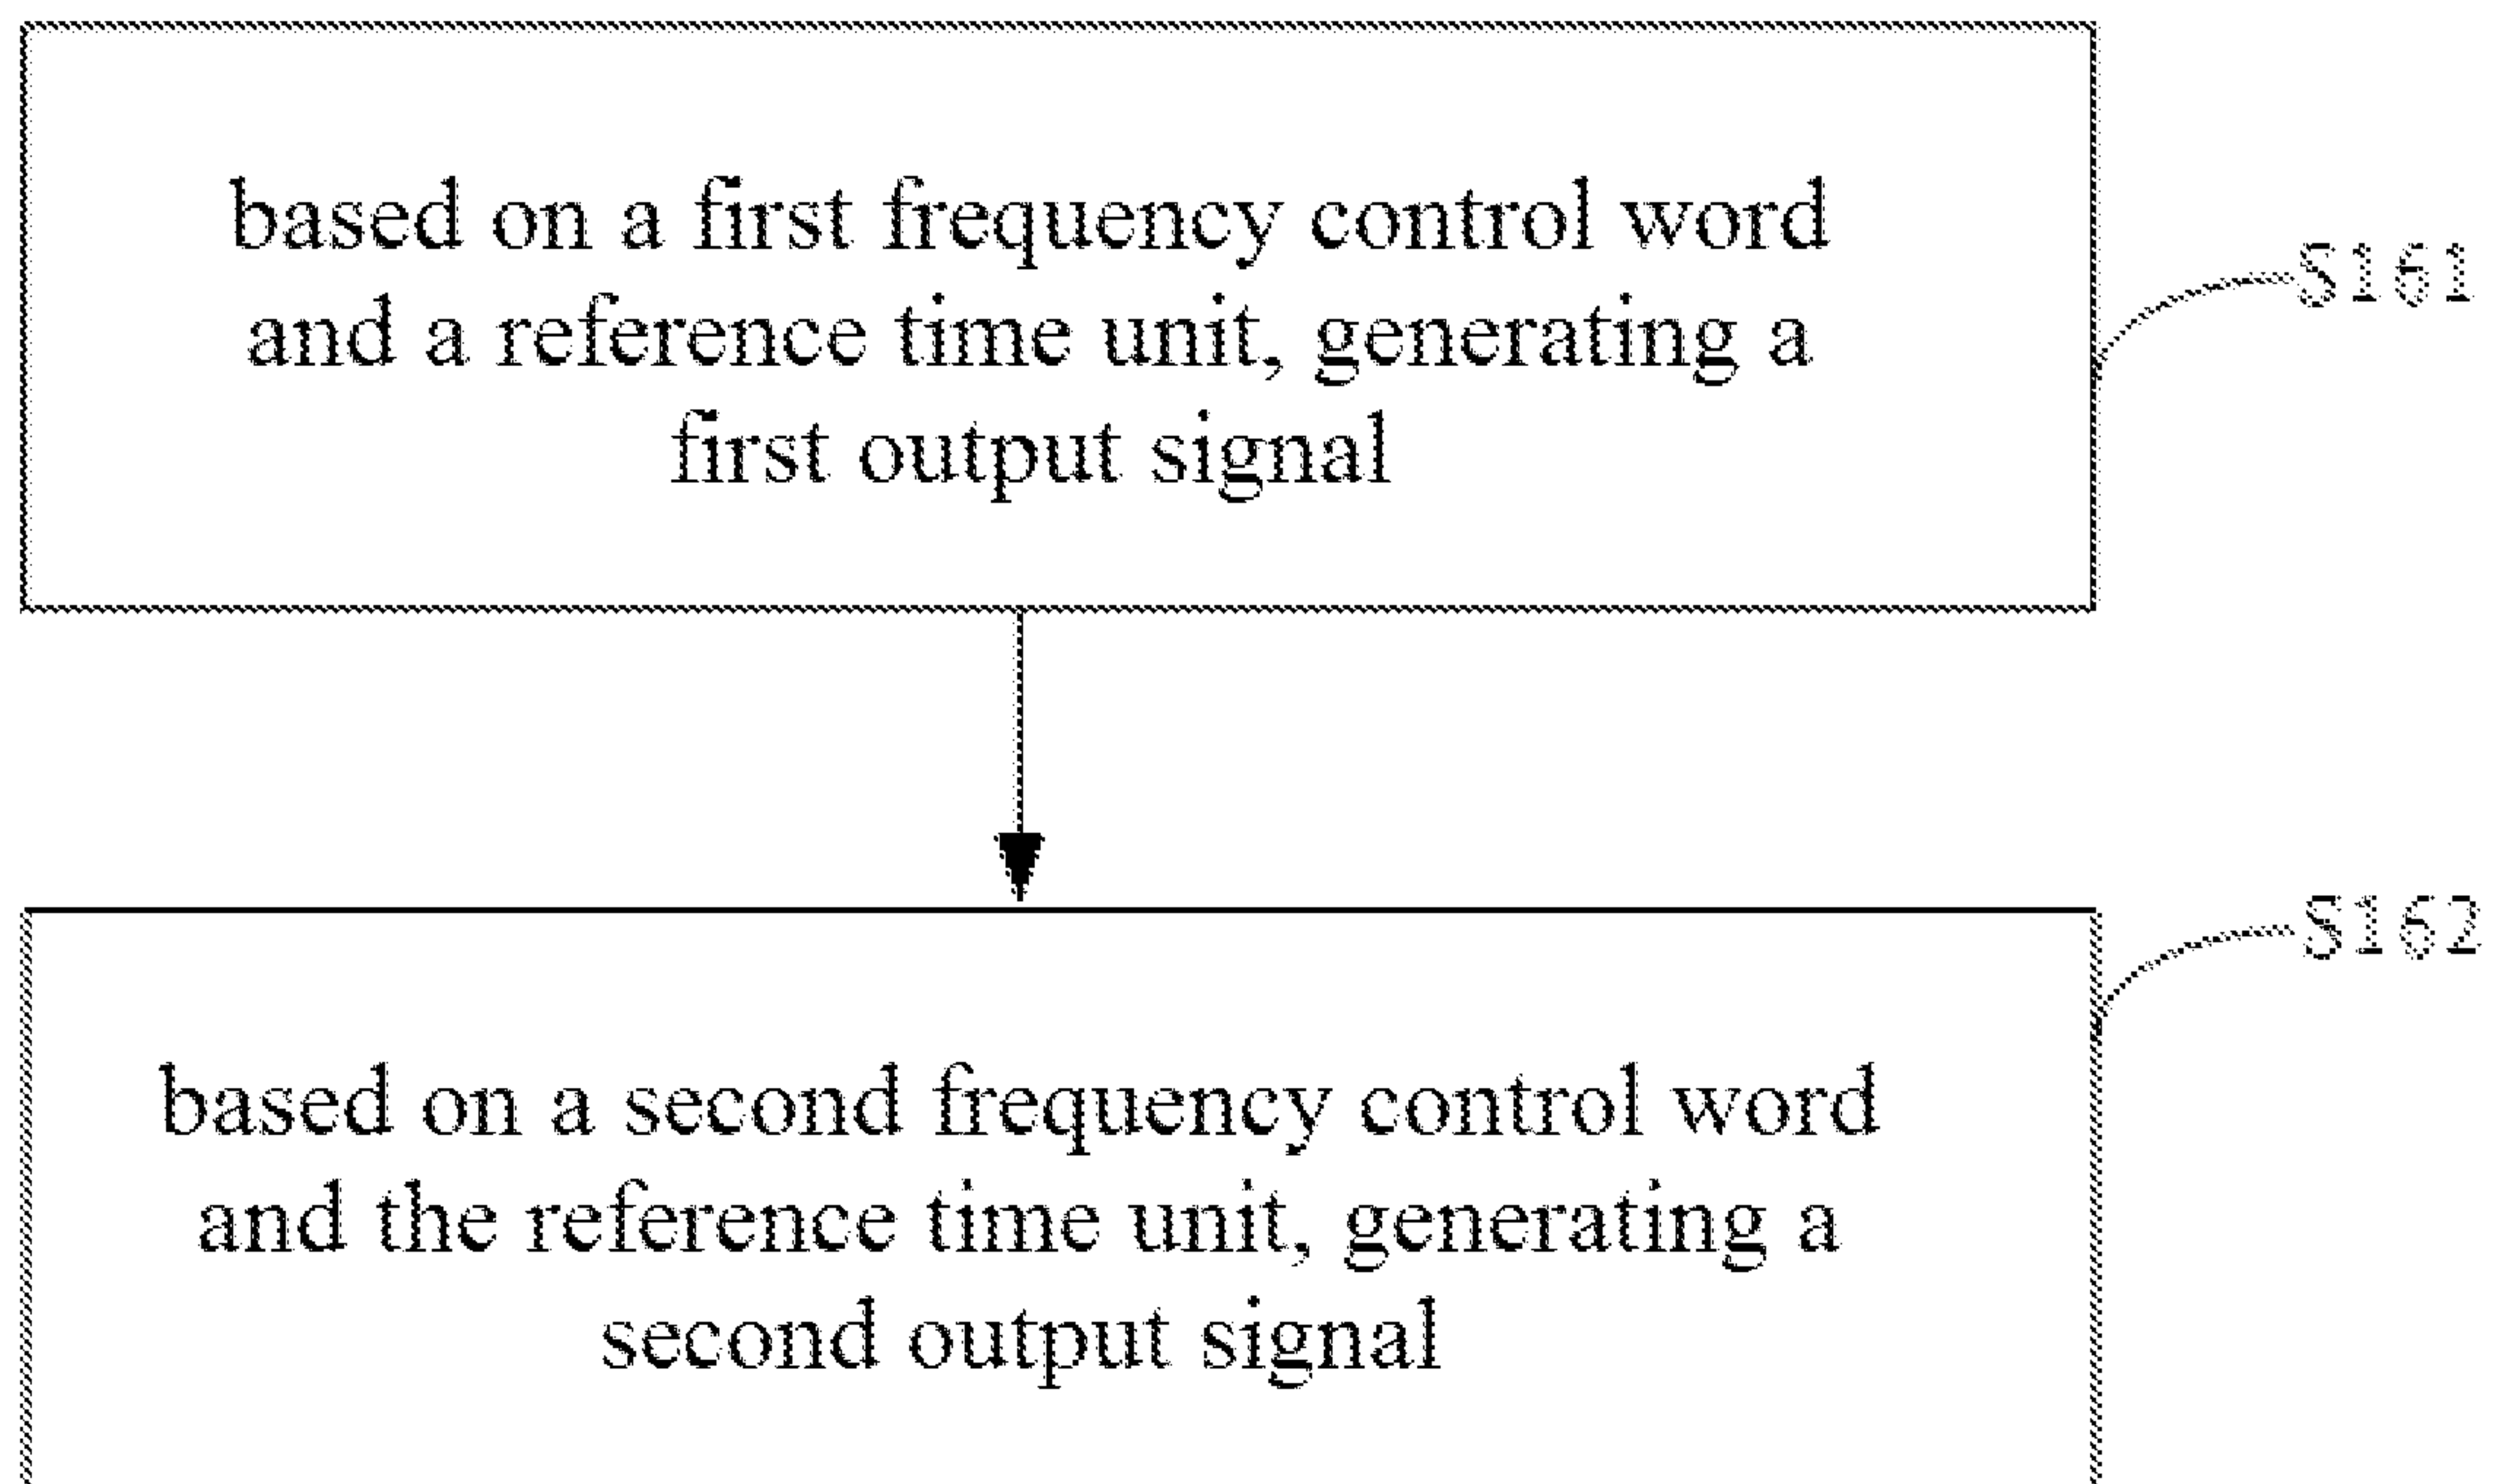 based on a first frequency control word
and a reference time unit, generating a
first output signal
S161
based on a second frequency control word
and the reference time unit, generating a
second output signal
S162